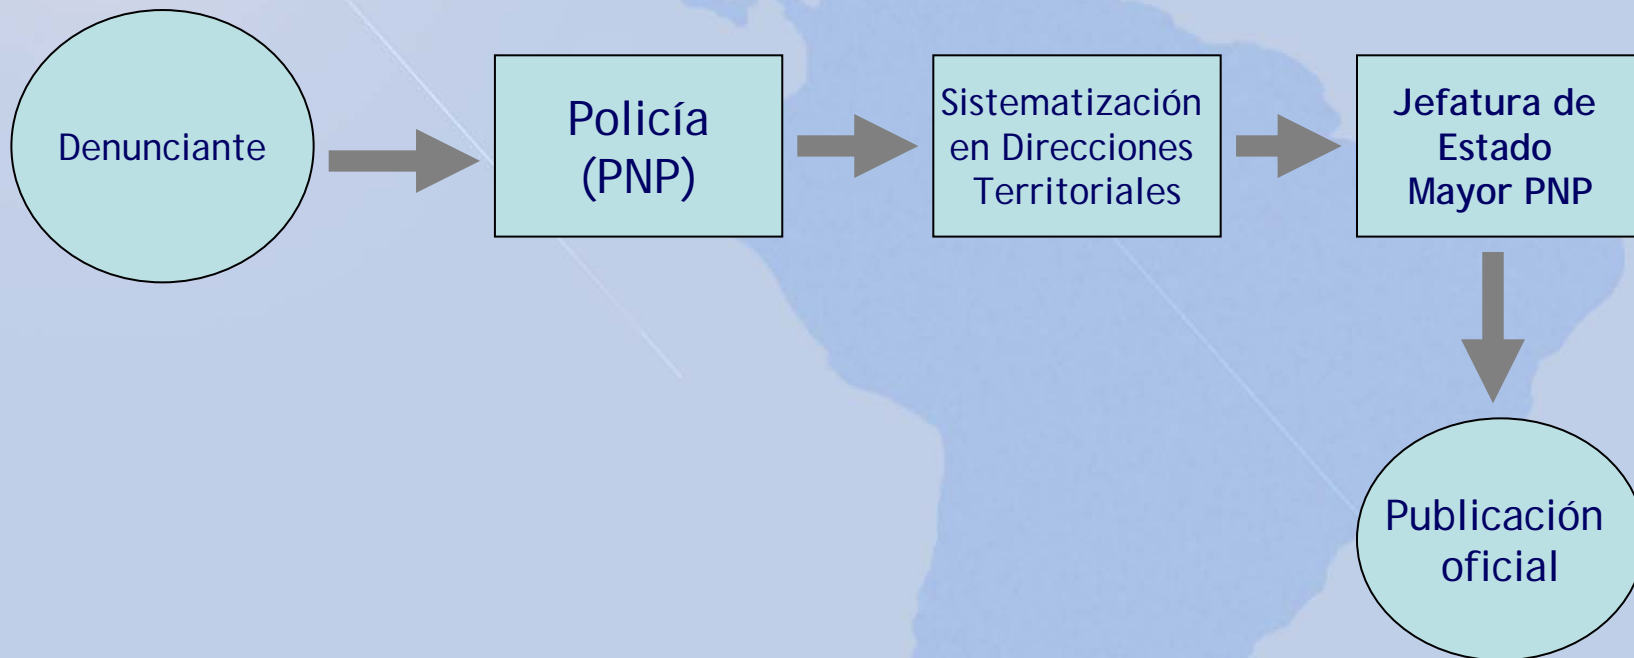 Denunciante
Policía
(PNP)
Sistematización
en Direcciones
Territoriales
Jefatura de
Estado
Mayor PNP
Publicación
oficial